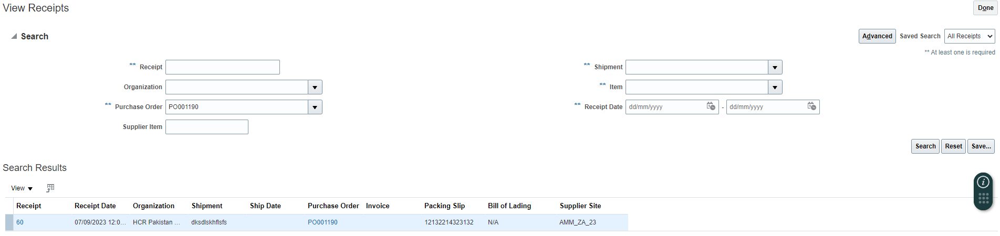 View Receipts
Done
Search
Advanced Saved Search All Receipts
** At least one is required
** Receipt
** Shipment
Organization
** Item
** Purchase Order PO001190
** Receipt Date dd/mm/yyyy - dd/mm/yyyy
Supplier Item
Search Reset Save...
Search Results
View
Receipt Receipt Date Organization Shipment Ship Date Purchase Order Invoice Packing Slip Bill of Lading Supplier Site
60 07/09/2023 12:0... HCR Pakistan ... dksdlskhflsfs PO001190 12132214323132 N/A AMM_ZA_23